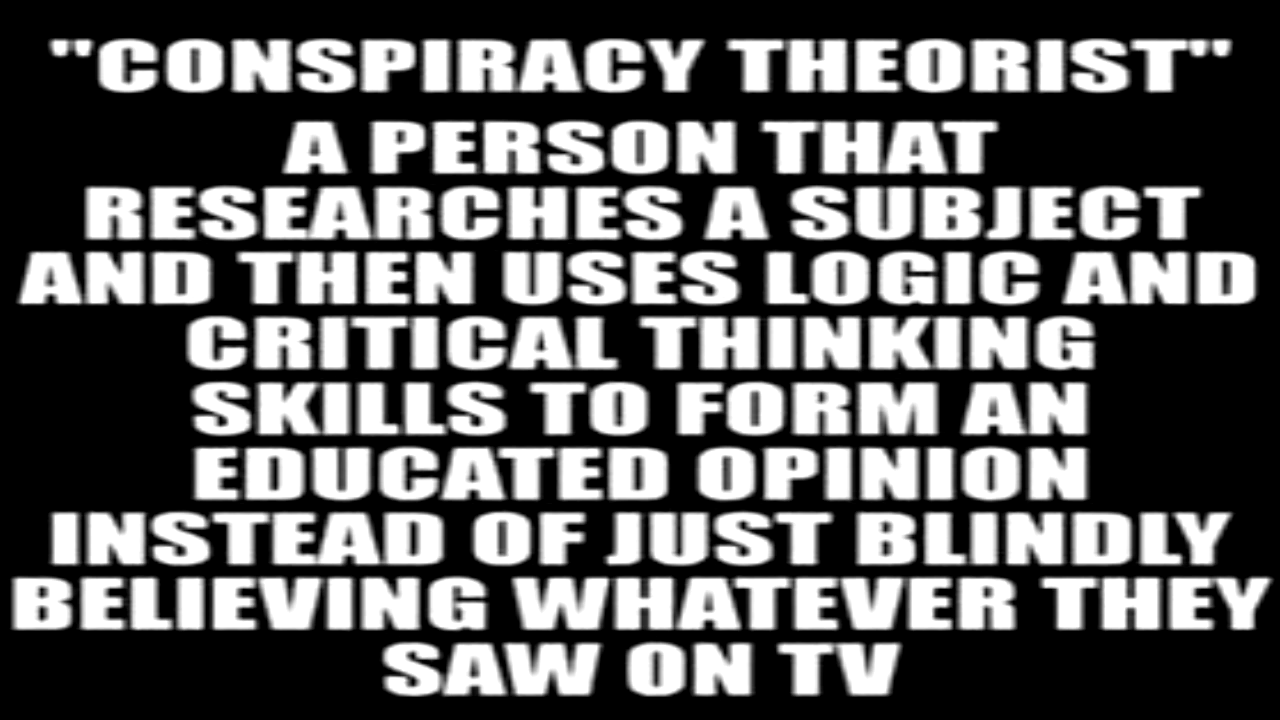 "CONSPIRACY THEORIST"
A PERSON THAT
RESEARCHES A SUBJECT
AND THEN USES LOGIC AND
CRITICAL THINKING
SKILLS TO FORM AN
EDUCATED OPINION
INSTEAD OF JUST BLINDLY
BELIEVING WHATEVER THEY
SAW ON TV